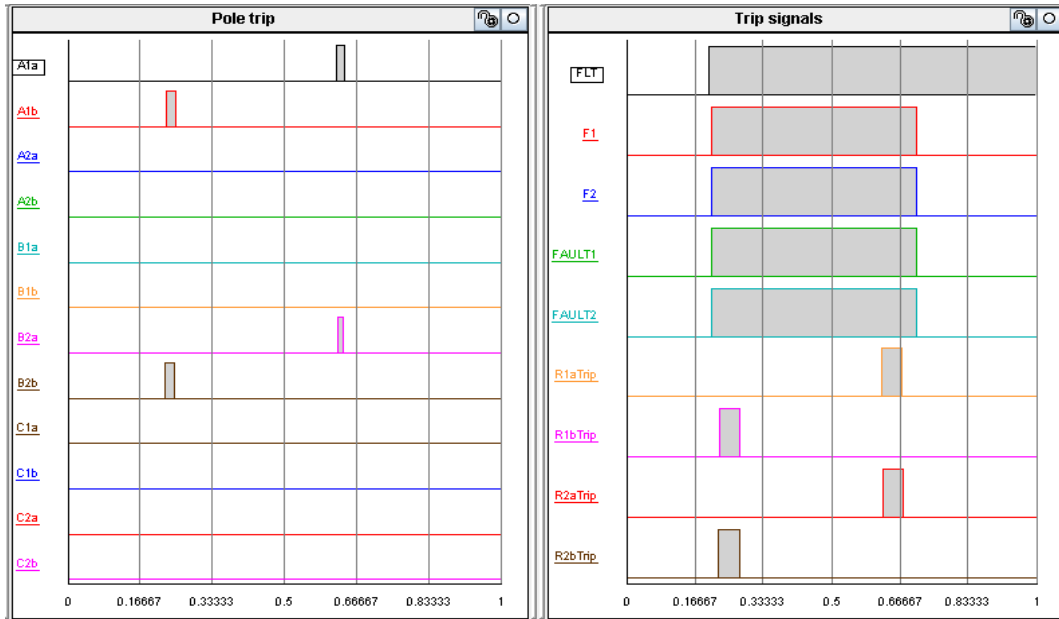 Pole trip
A1a
A1b
A2a
A2b
B1a
B1b
B2a
B2b
C1a
C1b
C2a
C2b
0 0.16667 0.33333 0.5 0.66667 0.83333 1
Trip signals
FLT
F1
F2
FAULT1
FAULT2
R1aTrip
R1bTrip
R2aTrip
R2bTrip
0 0.16667 0.33333 0.5 0.66667 0.83333 1